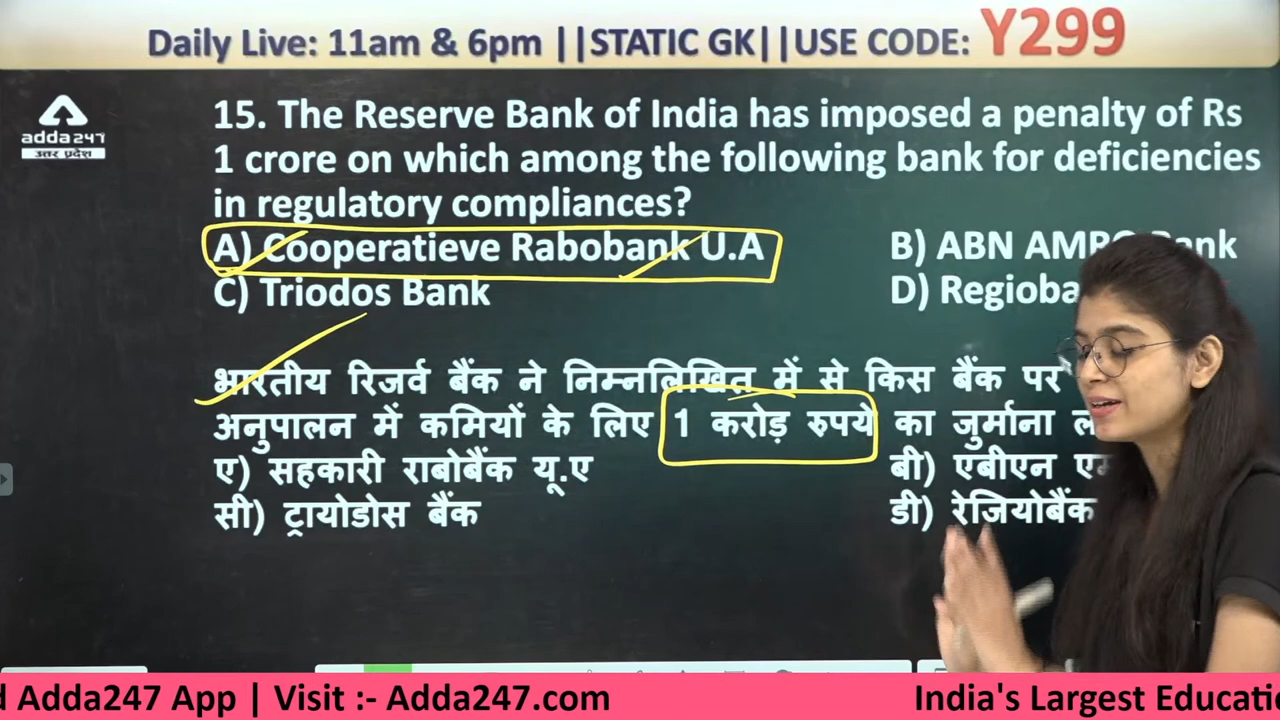 Daily Live: 11am & 6pm ||STATIC GK||USE CODE: Y299
adda247
उत्तर प्रदेश
15. The Reserve Bank of India has imposed a penalty of Rs
1 crore on which among the following bank for deficiencies
in regulatory compliances?
A) Cooperatieve Rabobank U.A B) ABN AMRO Bank
C) Triodos Bank D)
भारतीय रिजर्व बैंक ने निम्नलिखित में से किस बैंक पर
अनुपालन में कमियों के लिए 1 करोड़ रुपये का जुर्माना
ए) सहकारी राबोबैंक यू.ए बी) एबीएन
सी) ट्रायोडोस बैंक डी) रेजियोबैंक
Adda247 App | Visit :- Adda247.com India's Largest